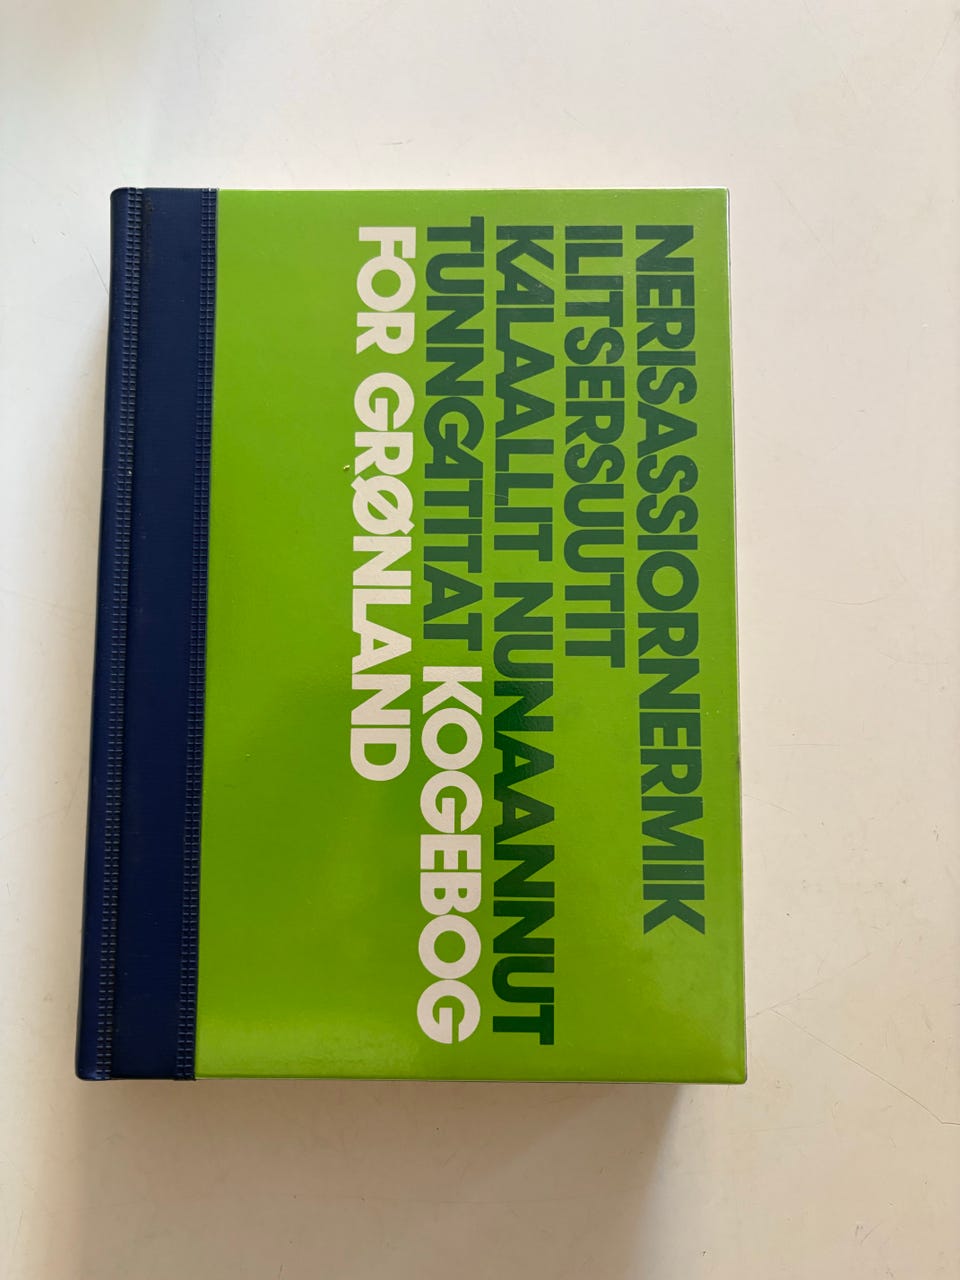 NERISASSIORNERMIK
ILITSERSUUTIT
KALAALLIT NUNAANNUT
TUNNGATITAT KOGEBOG
FOR GRØNLAND